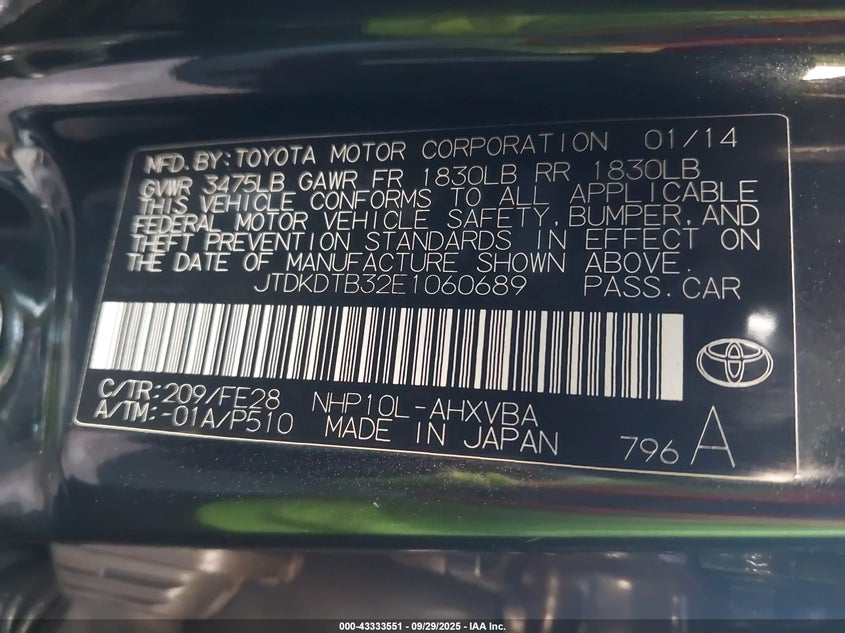 MFD. BY: TOYOTA MOTOR CORPORATION 01/14
GVWR 3475LB GAWR FR 1830LB RR 1830LB
THIS VEHICLE CONFORMS TO ALL APPLICABLE
FEDERAL MOTOR VEHICLE SAFETY, BUMPER, AND
THEFT PREVENTION STANDARDS IN EFFECT ON
THE DATE OF MANUFACTURE SHOWN ABOVE.
JTDKDTB32E1060689 PASS. CAR
C/TR: 209/FE28 NHP10L-AHXVBA
A/TM: -01A/P510 MADE IN JAPAN 796 A
000-43333551 | 09/29/2025 | IAA Inc.